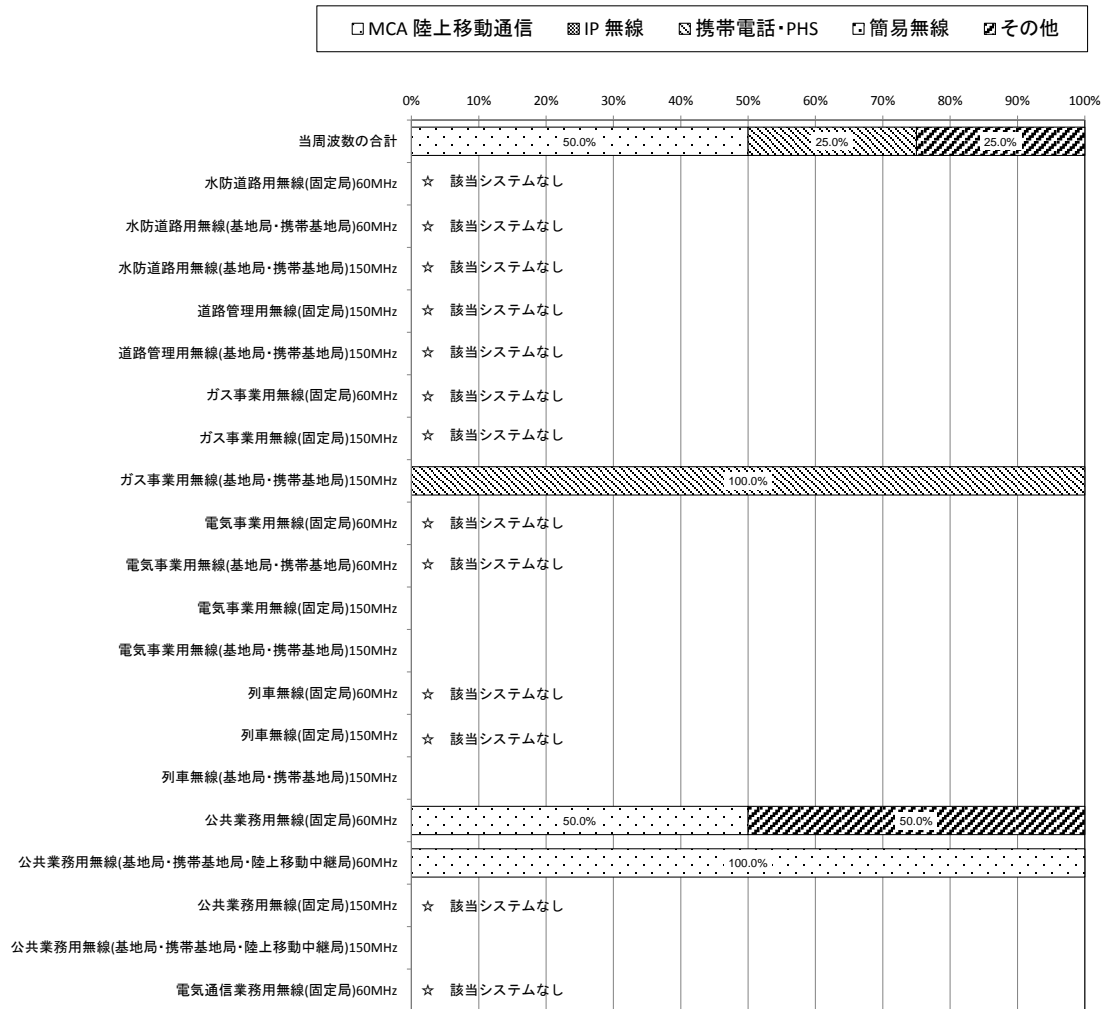 □MCA 陸上移動通信 ▩IP 無線 ▧携帯電話・PHS □簡易無線 ▨その他
0% 10% 20% 30% 40% 50% 60% 70% 80% 90% 100%
当周波数の合計 50.0% 25.0% 25.0%
水防道路用無線(固定局)60MHz ☆ 該当システムなし
水防道路用無線(基地局・携帯基地局)60MHz ☆ 該当システムなし
水防道路用無線(基地局・携帯基地局)150MHz ☆ 該当システムなし
道路管理用無線(固定局)150MHz ☆ 該当システムなし
道路管理用無線(基地局・携帯基地局)150MHz ☆ 該当システムなし
ガス事業用無線(固定局)60MHz ☆ 該当システムなし
ガス事業用無線(固定局)150MHz ☆ 該当システムなし
ガス事業用無線(基地局・携帯基地局)150MHz 100.0%
電気事業用無線(固定局)60MHz ☆ 該当システムなし
電気事業用無線(基地局・携帯基地局)60MHz ☆ 該当システムなし
電気事業用無線(固定局)150MHz
電気事業用無線(基地局・携帯基地局)150MHz
列車無線(固定局)60MHz ☆ 該当システムなし
列車無線(固定局)150MHz ☆ 該当システムなし
列車無線(基地局・携帯基地局)150MHz
公共業務用無線(固定局)60MHz 50.0% 50.0%
公共業務用無線(基地局・携帯基地局・陸上移動中継局)60MHz 100.0%
公共業務用無線(固定局)150MHz ☆ 該当システムなし
公共業務用無線(基地局・携帯基地局・陸上移動中継局)150MHz
電気通信業務用無線(固定局)60MHz ☆ 該当システムなし